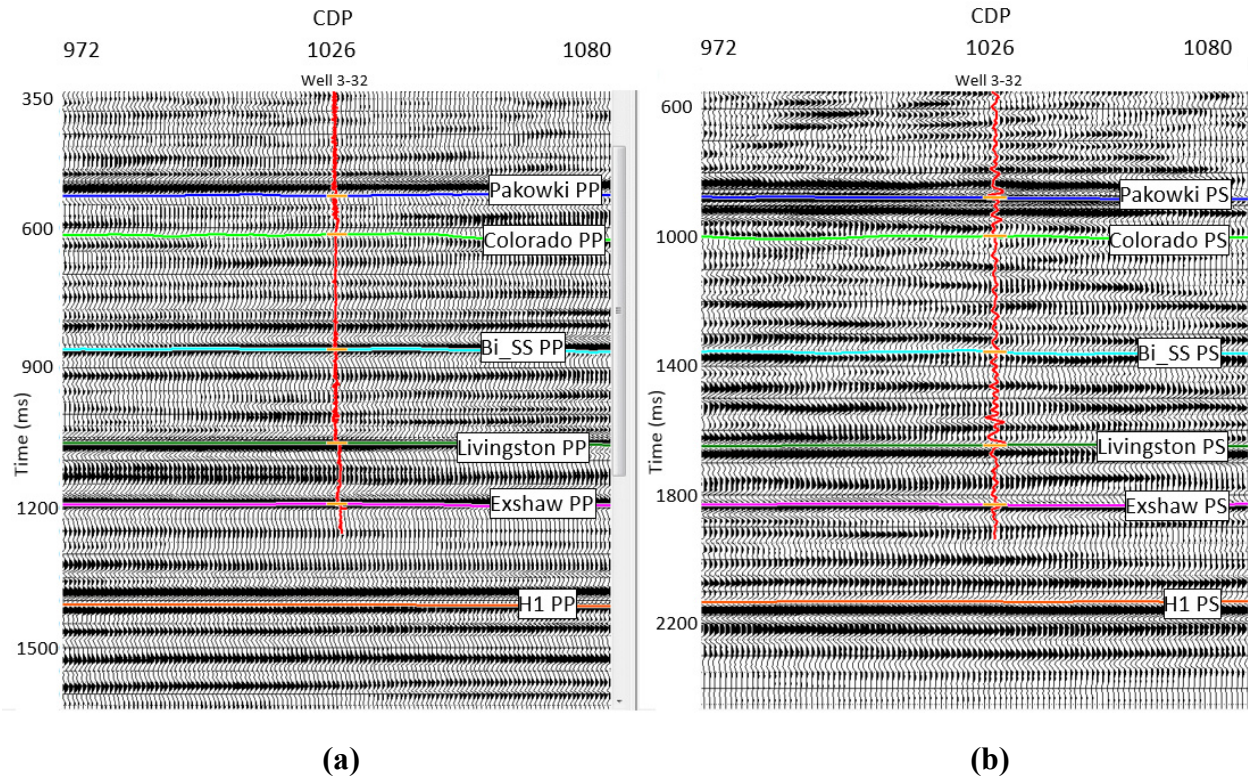 CDP
972 1026 1080
Well 3-32
350
Pakowki PP
600
Colorado PP
Bi_SS PP
900
Time (ms)
Livingston PP
1200
Exshaw PP
H1 PP
1500
(a)
CDP
972 1026 1080
Well 3-32
600
Pakowki PS
1000
Colorado PS
Bi_SS PS
1400
Time (ms)
Livingston PS
1800
Exshaw PS
H1 PS
2200
(b)